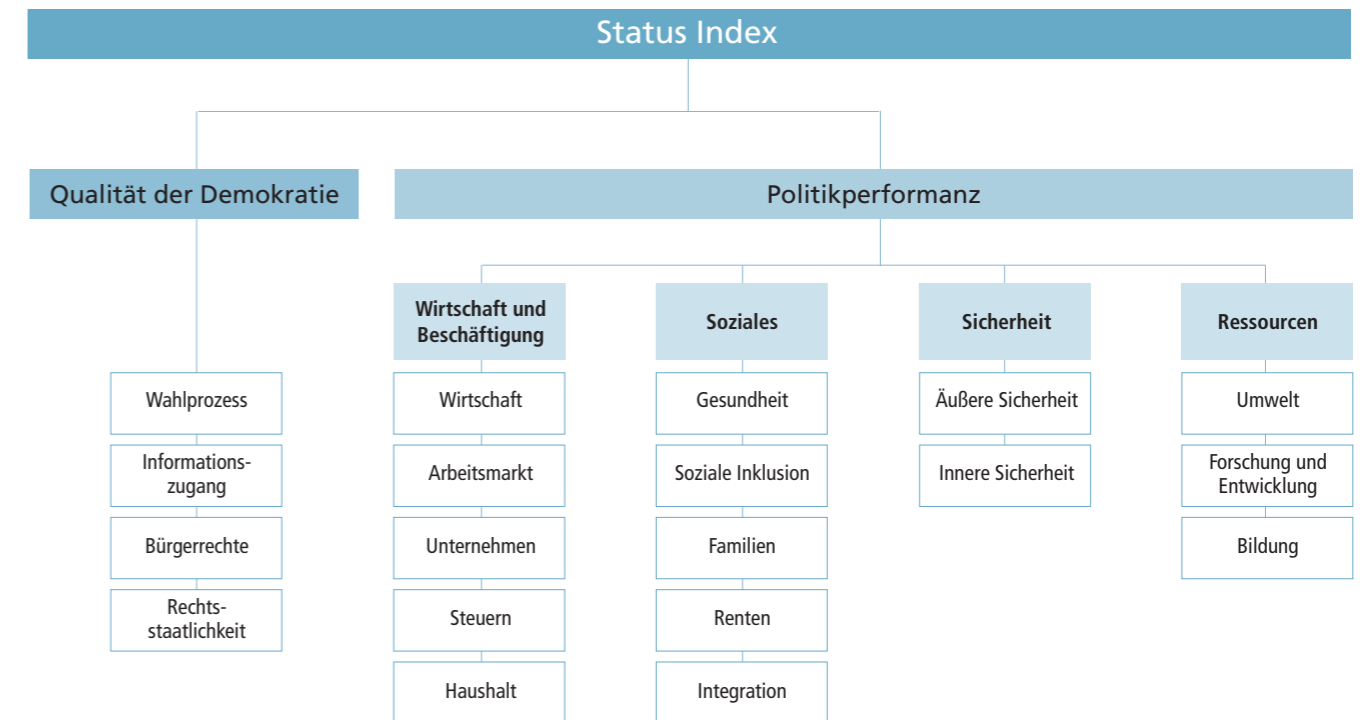 Status Index
Qualität der Demokratie
Politikperformanz
Wirtschaft und
Beschäftigung
Soziales
Sicherheit
Ressourcen
Wahlprozess
Informations-
zugang
Bürgerrechte
Rechts-
staatlichkeit
Wirtschaft
Arbeitsmarkt
Unternehmen
Steuern
Haushalt
Gesundheit
Soziale Inklusion
Familien
Renten
Integration
Äußere Sicherheit
Innere Sicherheit
Umwelt
Forschung und
Entwicklung
Bildung